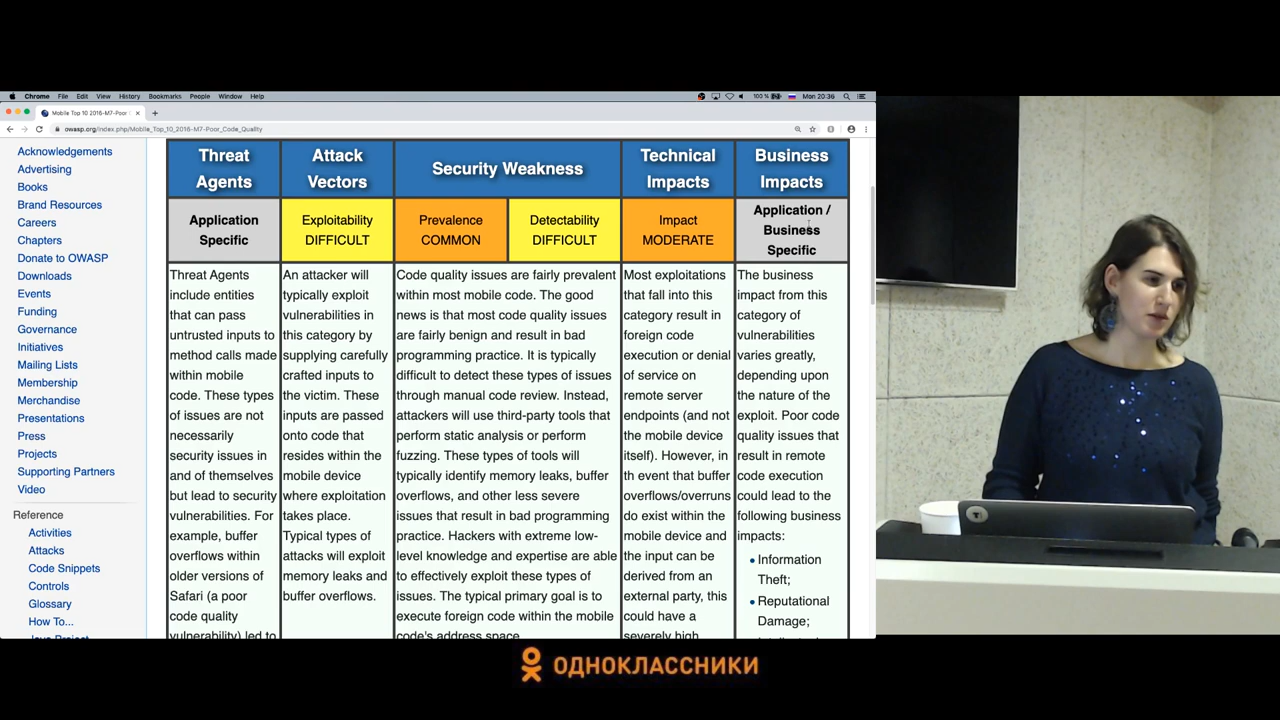 Chrome File Edit View History Bookmarks People Window Help
100 %
Mon 20:36
Mobile Top 10 2016-M7-Poor
owasp.org/index.php/Mobile_Top_10_2016-M7-Poor_Code_Quality
Acknowledgements
Advertising
Books
Brand Resources
Careers
Chapters
Donate to OWASP
Downloads
Events
Funding
Governance
Initiatives
Mailing Lists
Membership
Merchandise
Presentations
Press
Projects
Supporting Partners
Video
Reference
Activities
Attacks
Code Snippets
Controls
Glossary
How To...
Java Project
Threat
Agents
Attack
Vectors
Security Weakness
Technical
Impacts
Business
Impacts
Application
Specific
Exploitability
DIFFICULT
Prevalence
COMMON
Detectability
DIFFICULT
Impact
MODERATE
Application /
Business
Specific
Threat Agents
include entities
that can pass
untrusted inputs to
method calls made
within mobile
code. These types
of issues are not
necessarily
security issues in
and of themselves
but lead to security
vulnerabilities. For
example, buffer
overflows within
older versions of
Safari (a poor
code quality
vulnerability) led to
An attacker will
typically exploit
vulnerabilities in
this category by
supplying carefully
crafted inputs to
the victim. These
inputs are passed
onto code that
resides within the
mobile device
where exploitation
takes place.
Typical types of
attacks will exploit
memory leaks and
buffer overflows.
Code quality issues are fairly prevalent
within most mobile code. The good
news is that most code quality issues
are fairly benign and result in bad
programming practice. It is typically
difficult to detect these types of issues
through manual code review. Instead,
attackers will use third-party tools that
perform static analysis or perform
fuzzing. These types of tools will
typically identify memory leaks, buffer
overflows, and other less severe
issues that result in bad programming
practice. Hackers with extreme low-
level knowledge and expertise are able
to effectively exploit these types of
issues. The typical primary goal is to
execute foreign code within the mobile
code's address space.
Most exploitations
that fall into this
category result in
foreign code
execution or denial
of service on
remote server
endpoints (and not
the mobile device
itself). However, in
th event that buffer
overflows/overruns
do exist within the
mobile device and
the input can be
derived from an
external party, this
could have a
severely high
The business
impact from this
category of
vulnerabilities
varies greatly,
depending upon
the nature of the
exploit. Poor code
quality issues that
result in remote
code execution
could lead to the
following business
impacts:
Information
Theft;
Reputational
Damage;
ОДНОКЛАССНИКИ